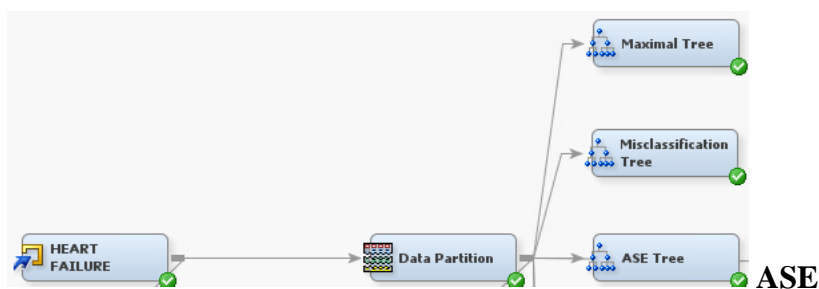 Maximal Tree
Misclassification
Tree
HEART
FAILURE
Data Partition
ASE Tree
ASE